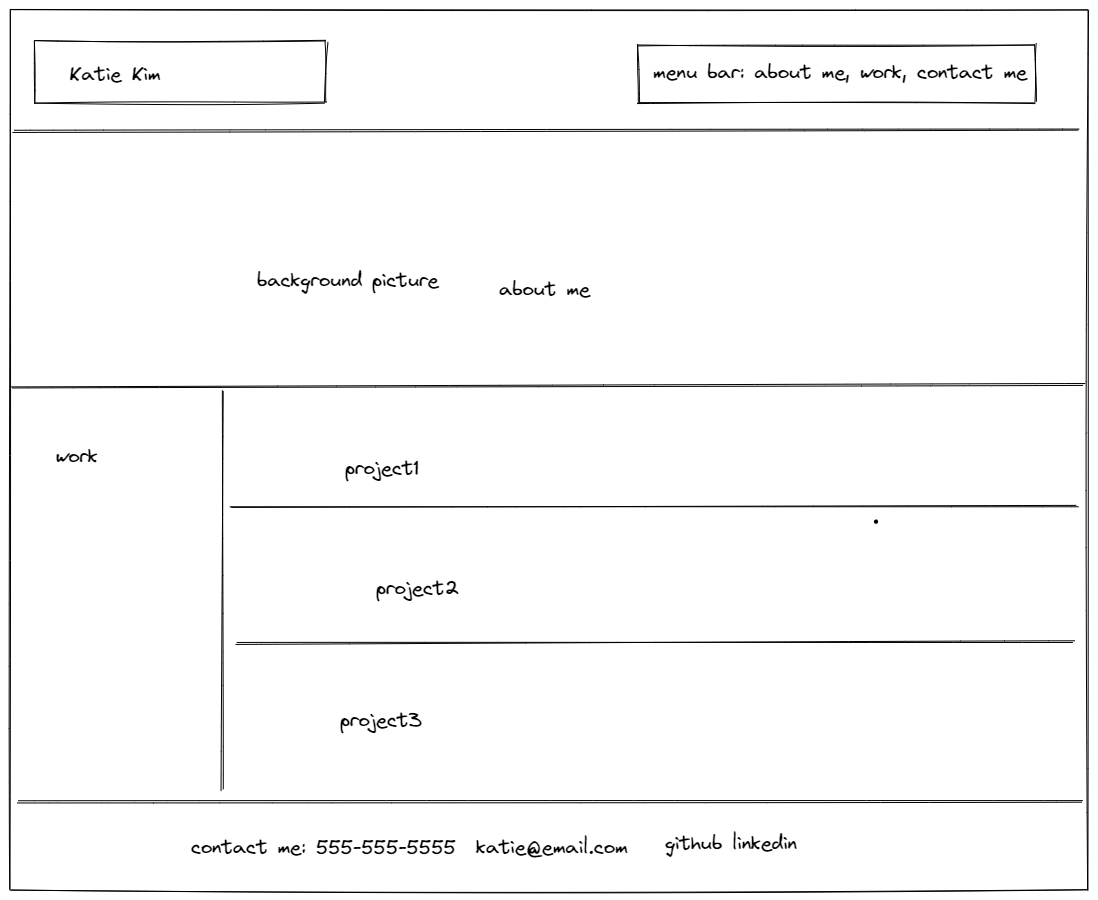 Katie Kim
menu bar: about me, work, contact me
background picture
about me
work
project1
project2
project3
contact me: 555-555-5555 katie@email.com github linkedin